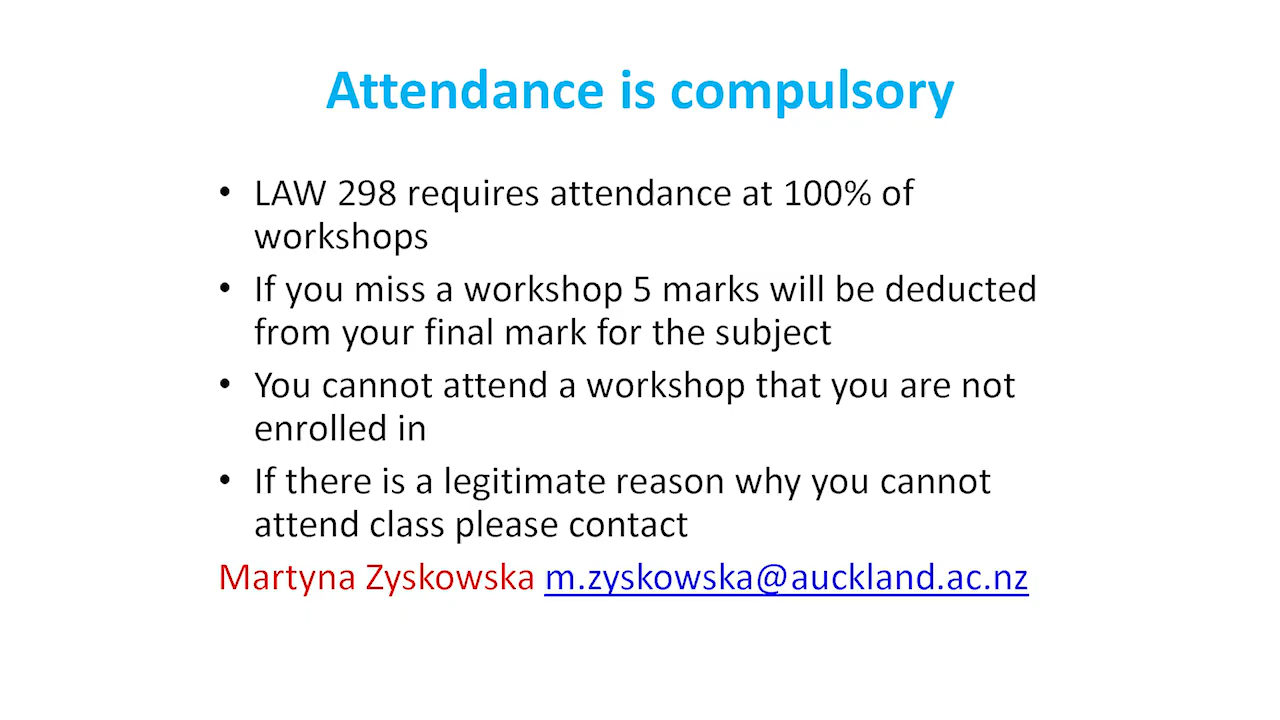 Attendance is compulsory
• LAW 298 requires attendance at 100% of
workshops
• If you miss a workshop 5 marks will be deducted
from your final mark for the subject
• You cannot attend a workshop that you are not
enrolled in
• If there is a legitimate reason why you cannot
attend class please contact
Martyna Zyskowska m.zyskowska@auckland.ac.nz